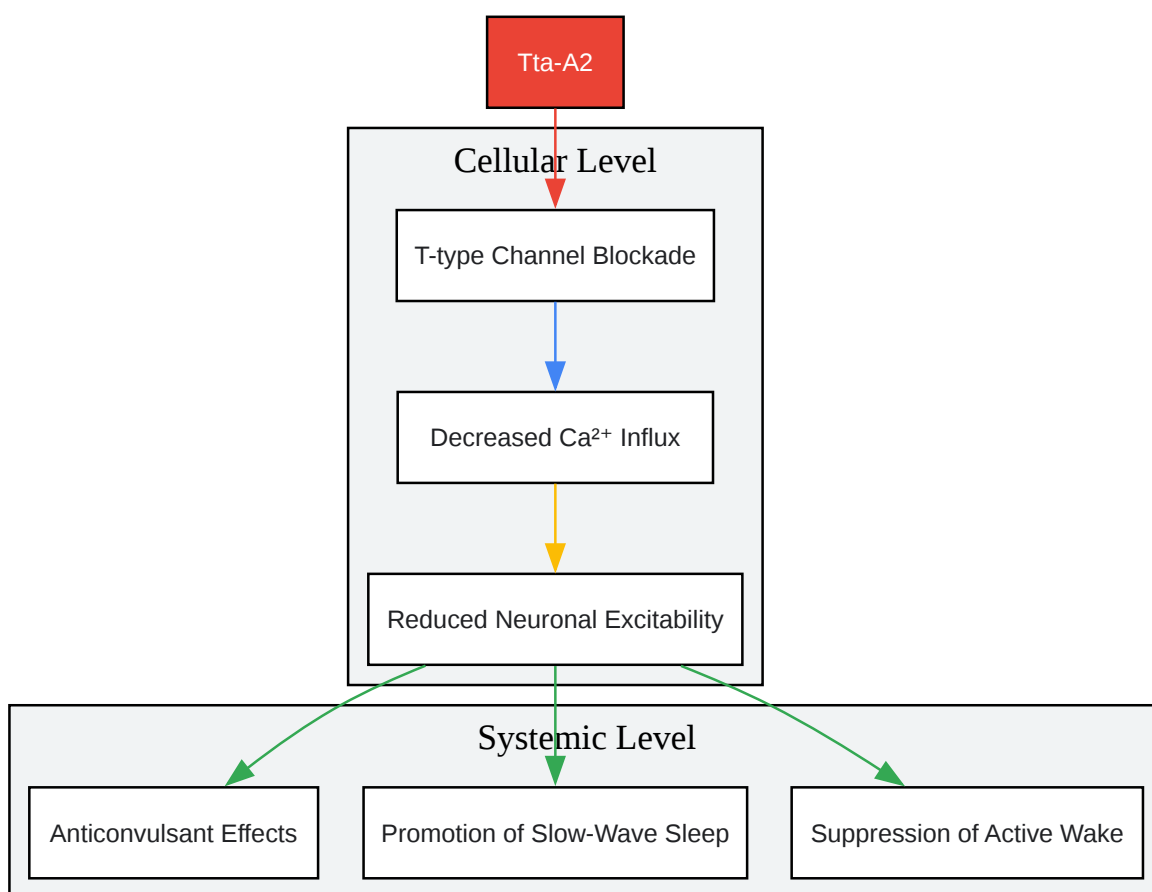 Tta-A2
Cellular Level
T-type Channel Blockade
Decreased Ca²⁺ Influx
Reduced Neuronal Excitability
Systemic Level
Anticonvulsant Effects
Promotion of Slow-Wave Sleep
Suppression of Active Wake